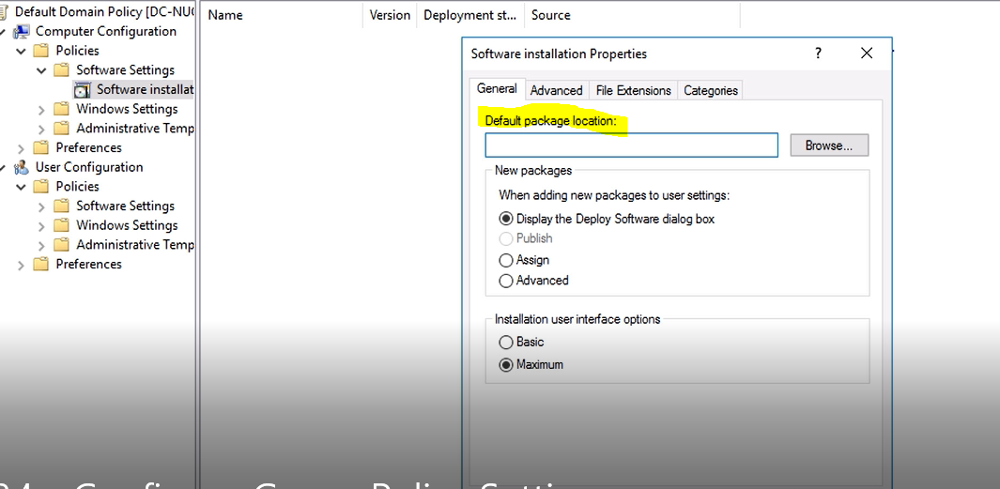 Default Domain Policy [DC-NU
Computer Configuration
Policies
Software Settings
Software installat
Windows Settings
Administrative Temp
Preferences
User Configuration
Policies
Software Settings
Windows Settings
Administrative Temp
Preferences
Name Version Deployment st... Source
Software installation Properties ?
General Advanced File Extensions Categories
Default package location:
Browse...
New packages
When adding new packages to user settings:
Display the Deploy Software dialog box
Publish
Assign
Advanced
Installation user interface options
Basic
Maximum